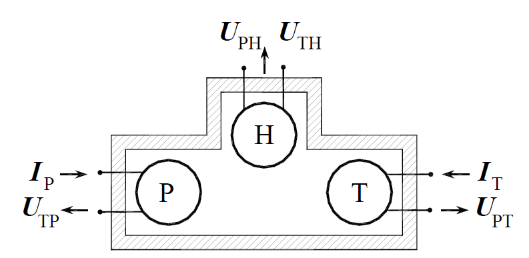 U_PH U_TH
H
I_P P T I_T
U_TP U_PT